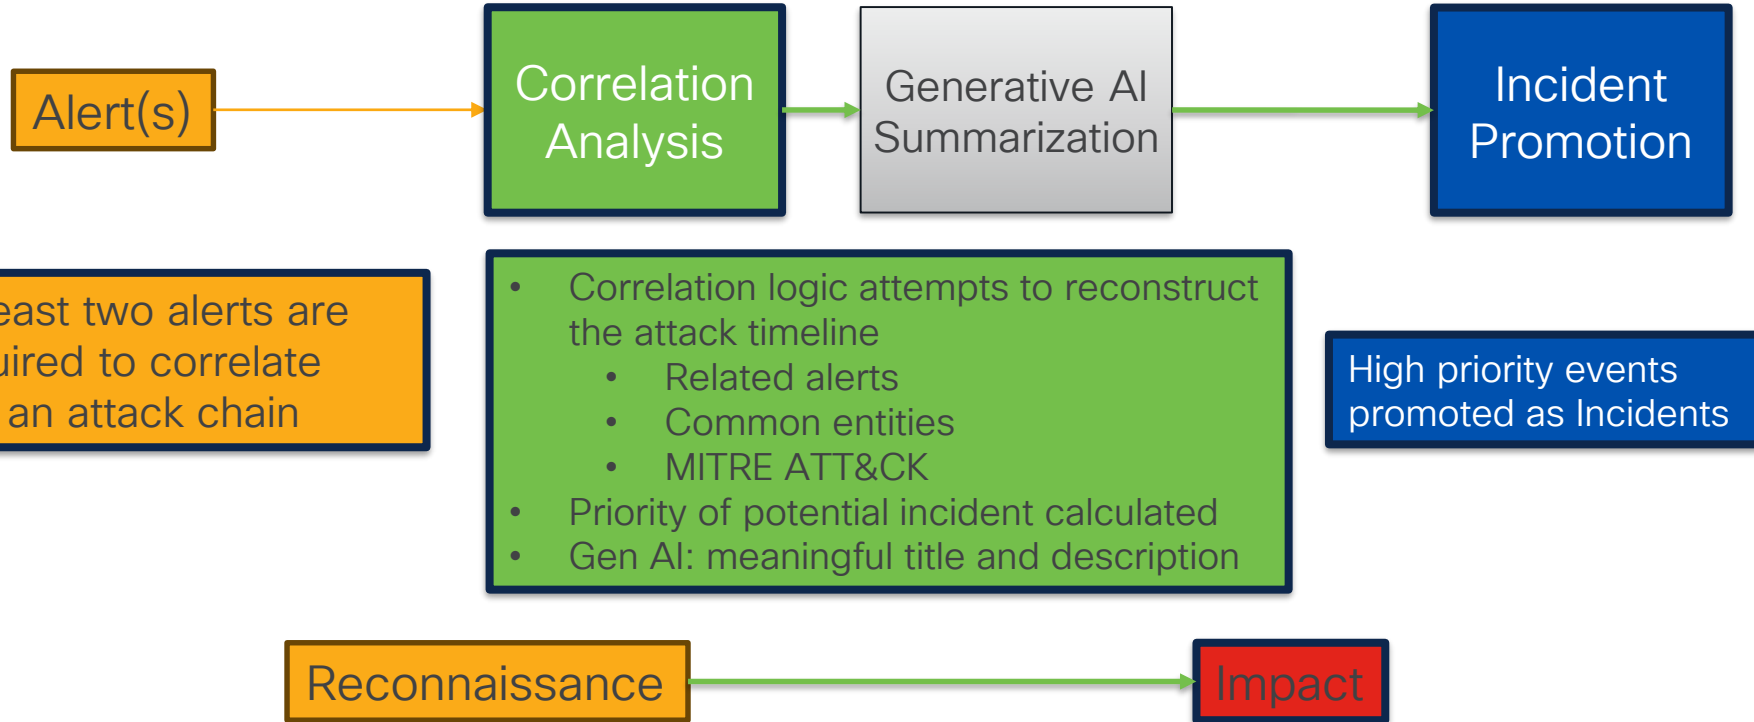 Alert(s)
Correlation
Analysis
Generative AI
Summarization
Incident
Promotion
east two alerts are
uired to correlate
an attack chain
• Correlation logic attempts to reconstruct
the attack timeline
• Related alerts
• Common entities
• MITRE ATT&CK
• Priority of potential incident calculated
• Gen AI: meaningful title and description
High priority events
promoted as Incidents
Reconnaissance
Impact